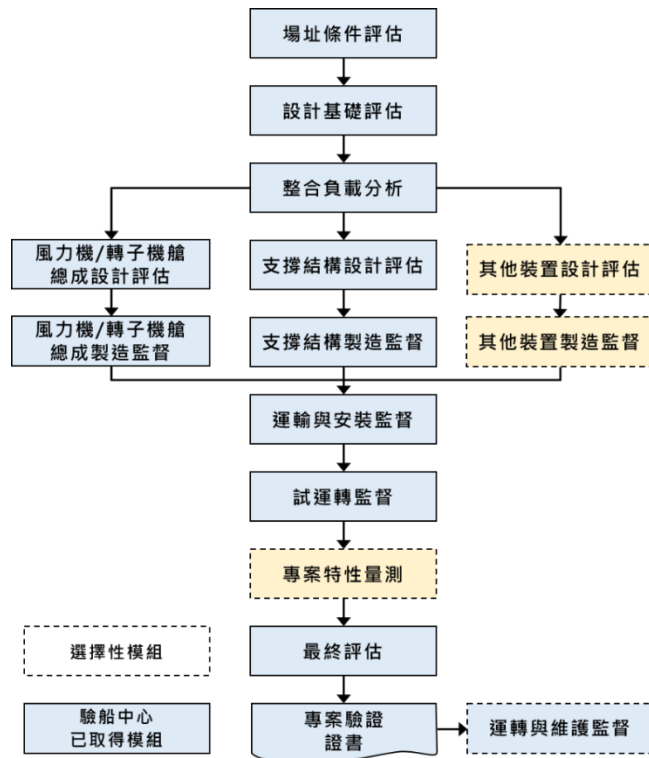 場址條件評估
設計基礎評估
整合負載分析
風力機/轉子機艙
總成設計評估
支撐結構設計評估
其他裝置設計評估
風力機/轉子機艙
總成製造監督
支撐結構製造監督
其他裝置製造監督
運輸與安裝監督
試運轉監督
專案特性量測
選擇性模組
最終評估
驗船中心
已取得模組
專案驗證
證書
運轉與維護監督